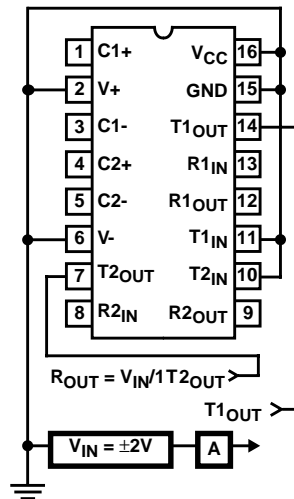 1 C1+ VCC 16
2 V+ GND 15
3 C1- T1OUT 14
4 C2+ R1IN 13
5 C2- R1OUT 12
6 V- T1IN 11
7 T2OUT T2IN 10
8 R2IN R2OUT 9
ROUT = VIN/1T2OUT
T1OUT
VIN = ±2V A